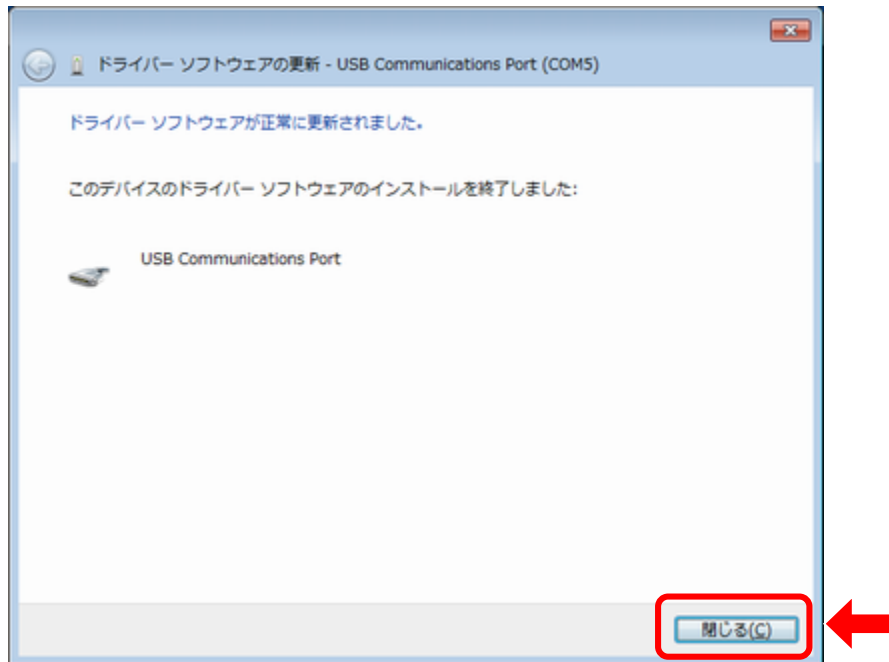 ドライバー ソフトウェアの更新 - USB Communications Port (COM5)
ドライバー ソフトウェアが正常に更新されました。
このデバイスのドライバー ソフトウェアのインストールを終了しました:
USB Communications Port
閉じる(C)